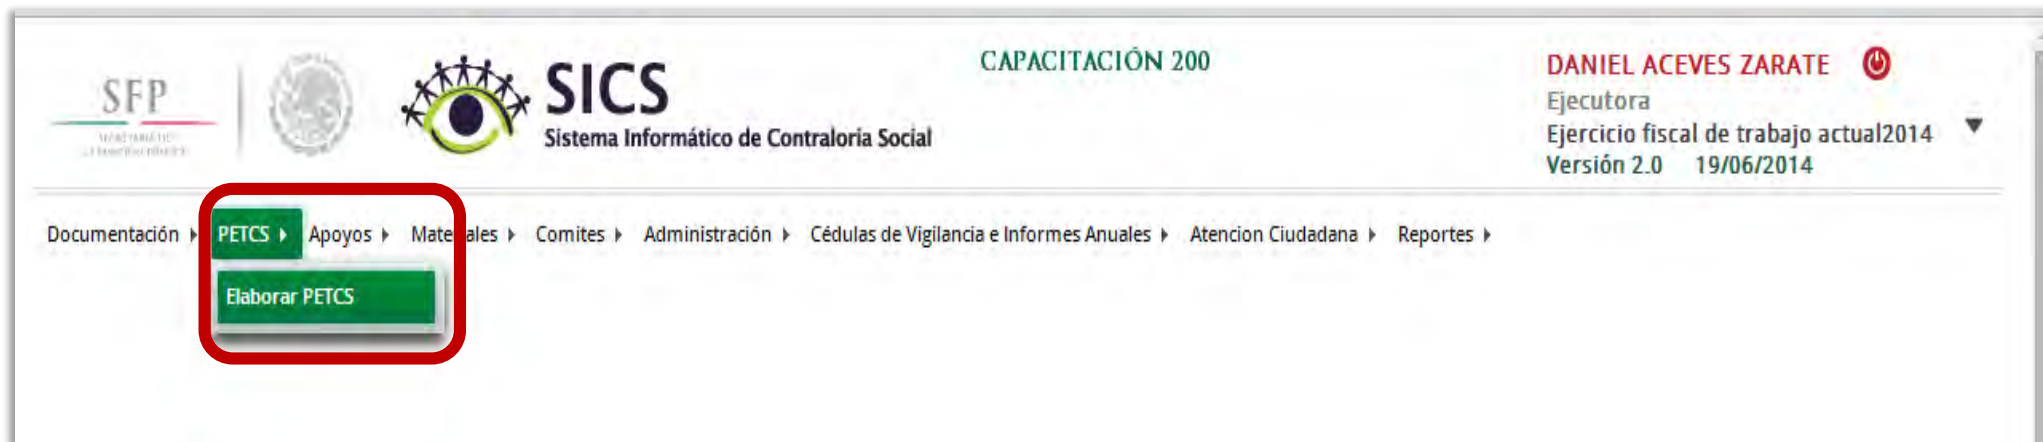 CAPACITACIÓN 200
DANIEL ACEVES ZARATE
SFP
SICS
Ejecutora
Sistema Informático de Contraloría Social
Ejercicio fiscal de trabajo actual2014
Versión 2.0 19/06/2014
Documentación PETCS Apoyos Materiales Comites Administración Cédulas de Vigilancia e Informes Anuales Atencion Ciudadana Reportes
Elaborar PETCS